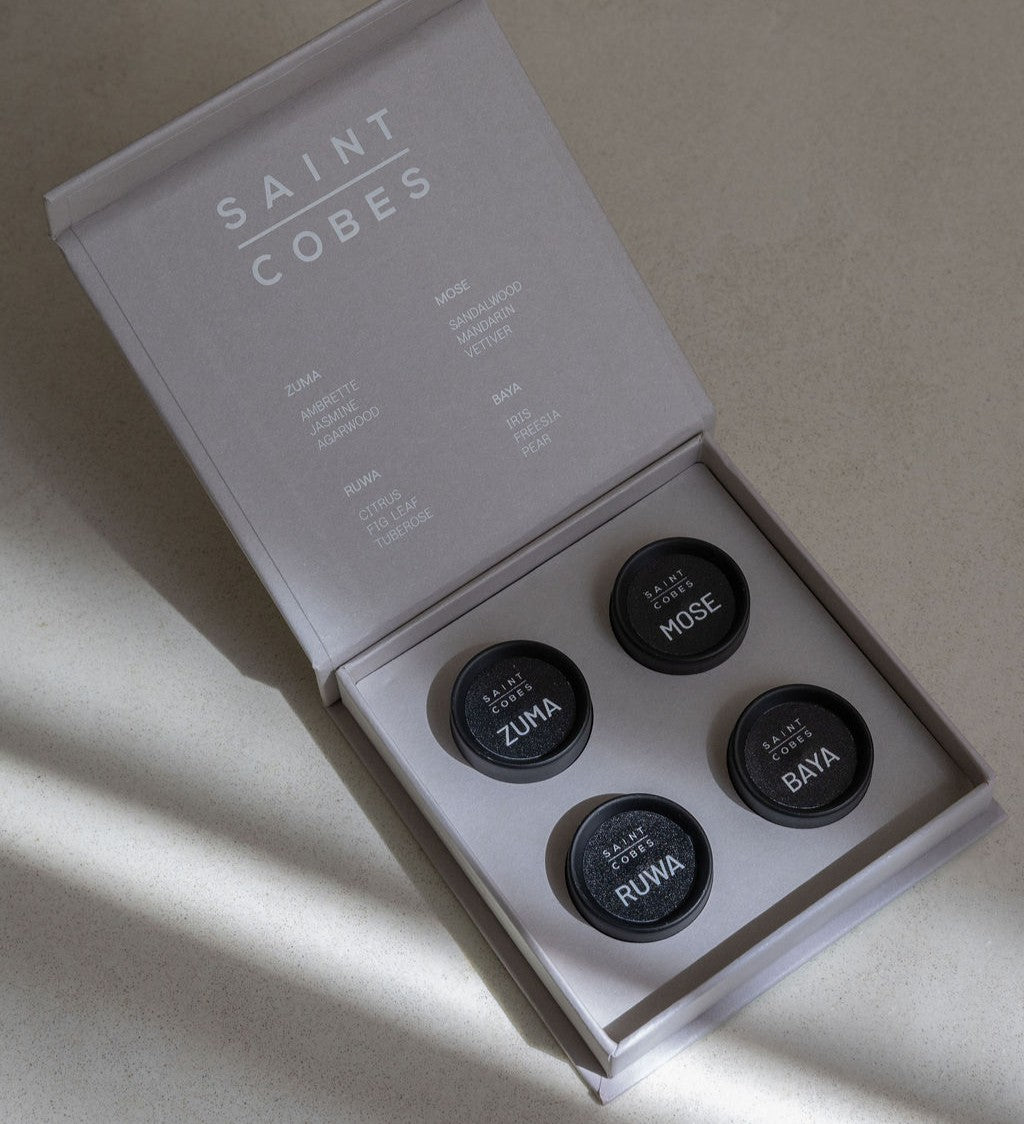 SAINT
COBES
MOSE
SANDALWOOD
MANDARIN
VETIVER
ZUMA
AMBRETTE
JASMINE
AGARWOOD
BAYA
IRIS
FREESIA
PEAR
RUWA
CITRUS
FIG LEAF
TUBEROSE
SAINT
COBES
MOSE
SAINT
COBES
ZUMA
SAINT
COBES
BAYA
SAINT
COBES
RUWA